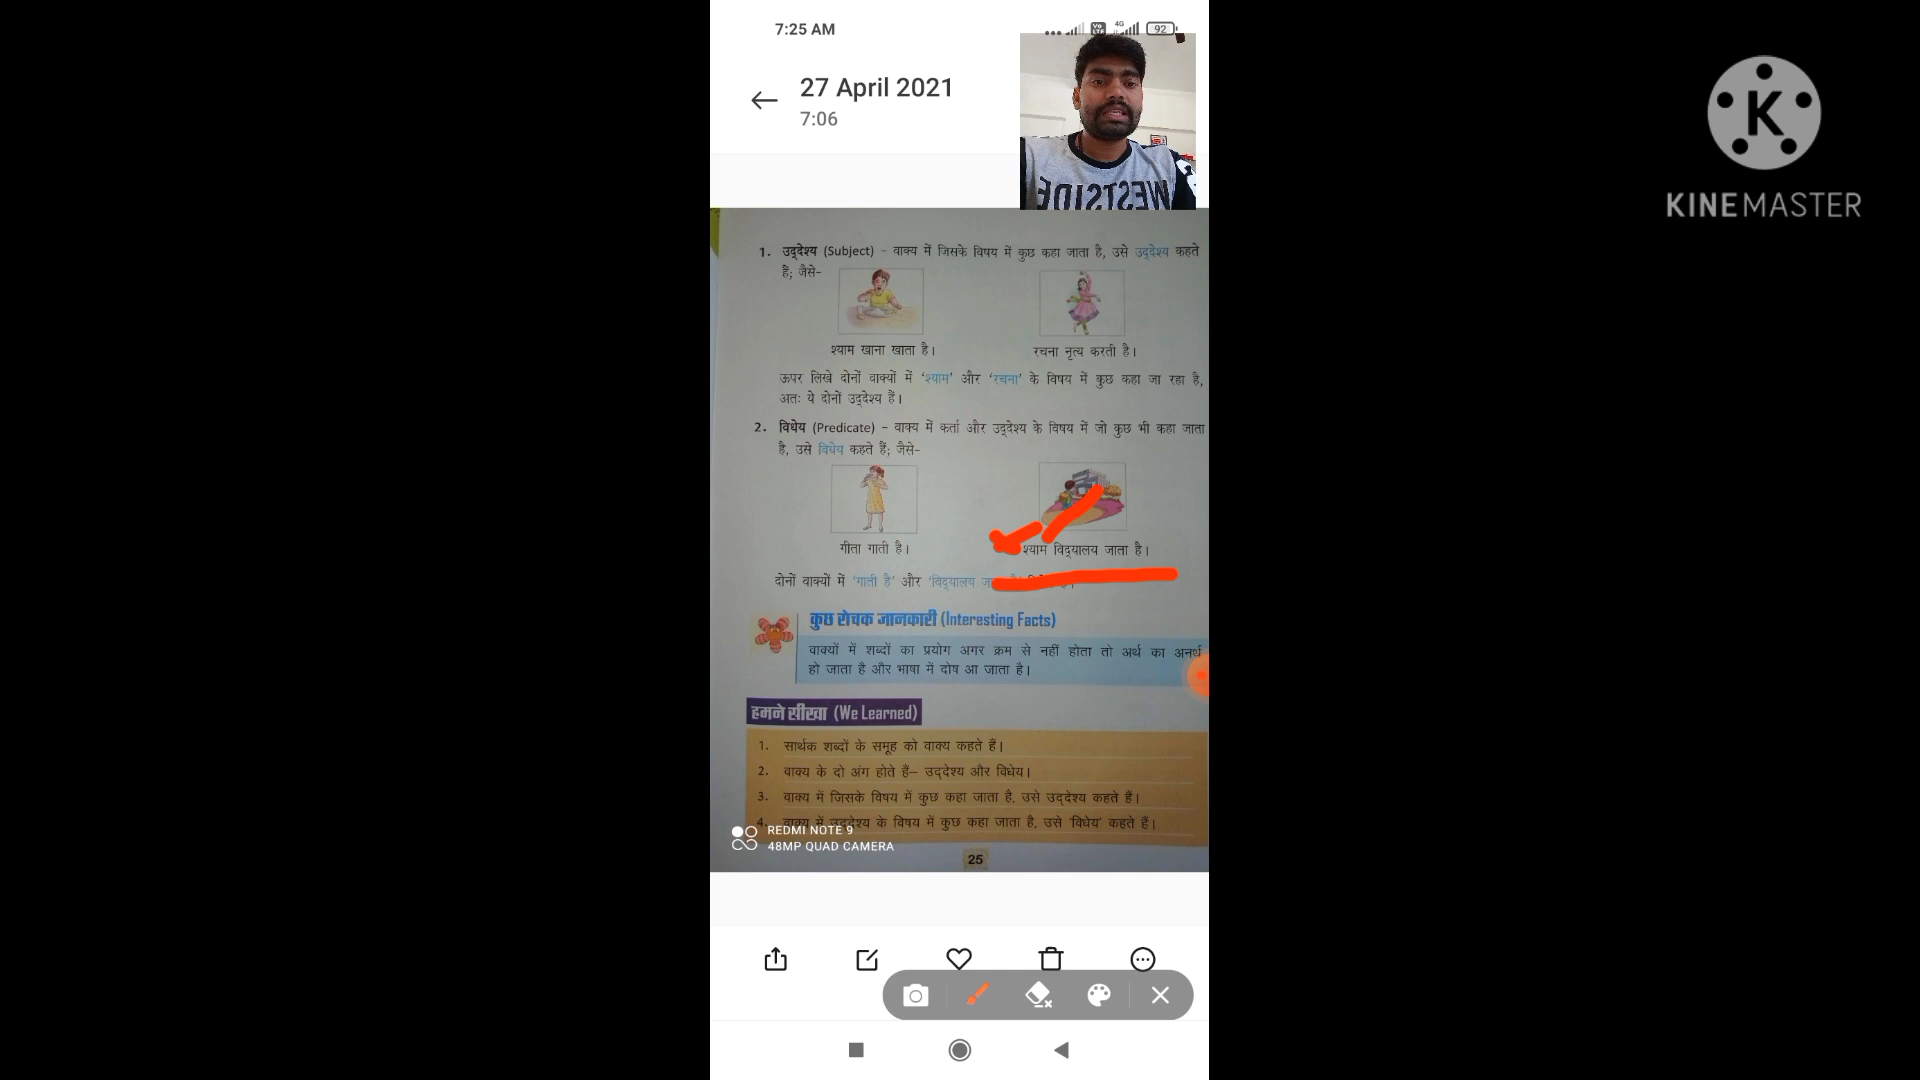 7:25 AM
4G
92
27 April 2021
7:06
WESTSIDE
KINEMASTER
1. उद्देश्य (Subject) - वाक्य में जिसके विषय में कुछ कहा जाता है, उसे उद्देश्य कहते
हैं; जैसे-
श्याम खाना खाता है।
रचना नृत्य करती है।
ऊपर लिखे दोनों वाक्यों में 'श्याम' और 'रचना' के विषय में कुछ कहा जा रहा है,
अतः ये दोनों उद्देश्य हैं।
2. विधेय (Predicate) - वाक्य में कर्ता और उद्देश्य के विषय में जो कुछ भी कहा जाता
है, उसे विधेय कहते हैं; जैसे-
गीता गाती है।
श्याम विद्यालय जाता है।
दोनों वाक्यों में 'गाती है' और 'विद्यालय
कुछ रोचक जानकारी (Interesting Facts)
वाक्यों में शब्दों का प्रयोग अगर क्रम से नहीं होता तो अर्थ का अनर्थ
हो जाता है और भाषा में दोष आ जाता है।
हमने सीखा (We Learned)
1. सार्थक शब्दों के समूह को वाक्य कहते हैं।
2. वाक्य के दो अंग होते हैं– उद्देश्य और विधेय।
3. वाक्य में जिसके विषय में कुछ कहा जाता है, उसे उद्देश्य कहते हैं।
4. वाक्य में उद्देश्य के विषय में कुछ कहा जाता है, उसे 'विधेय' कहते हैं।
REDMI NOTE 9
48MP QUAD CAMERA
25